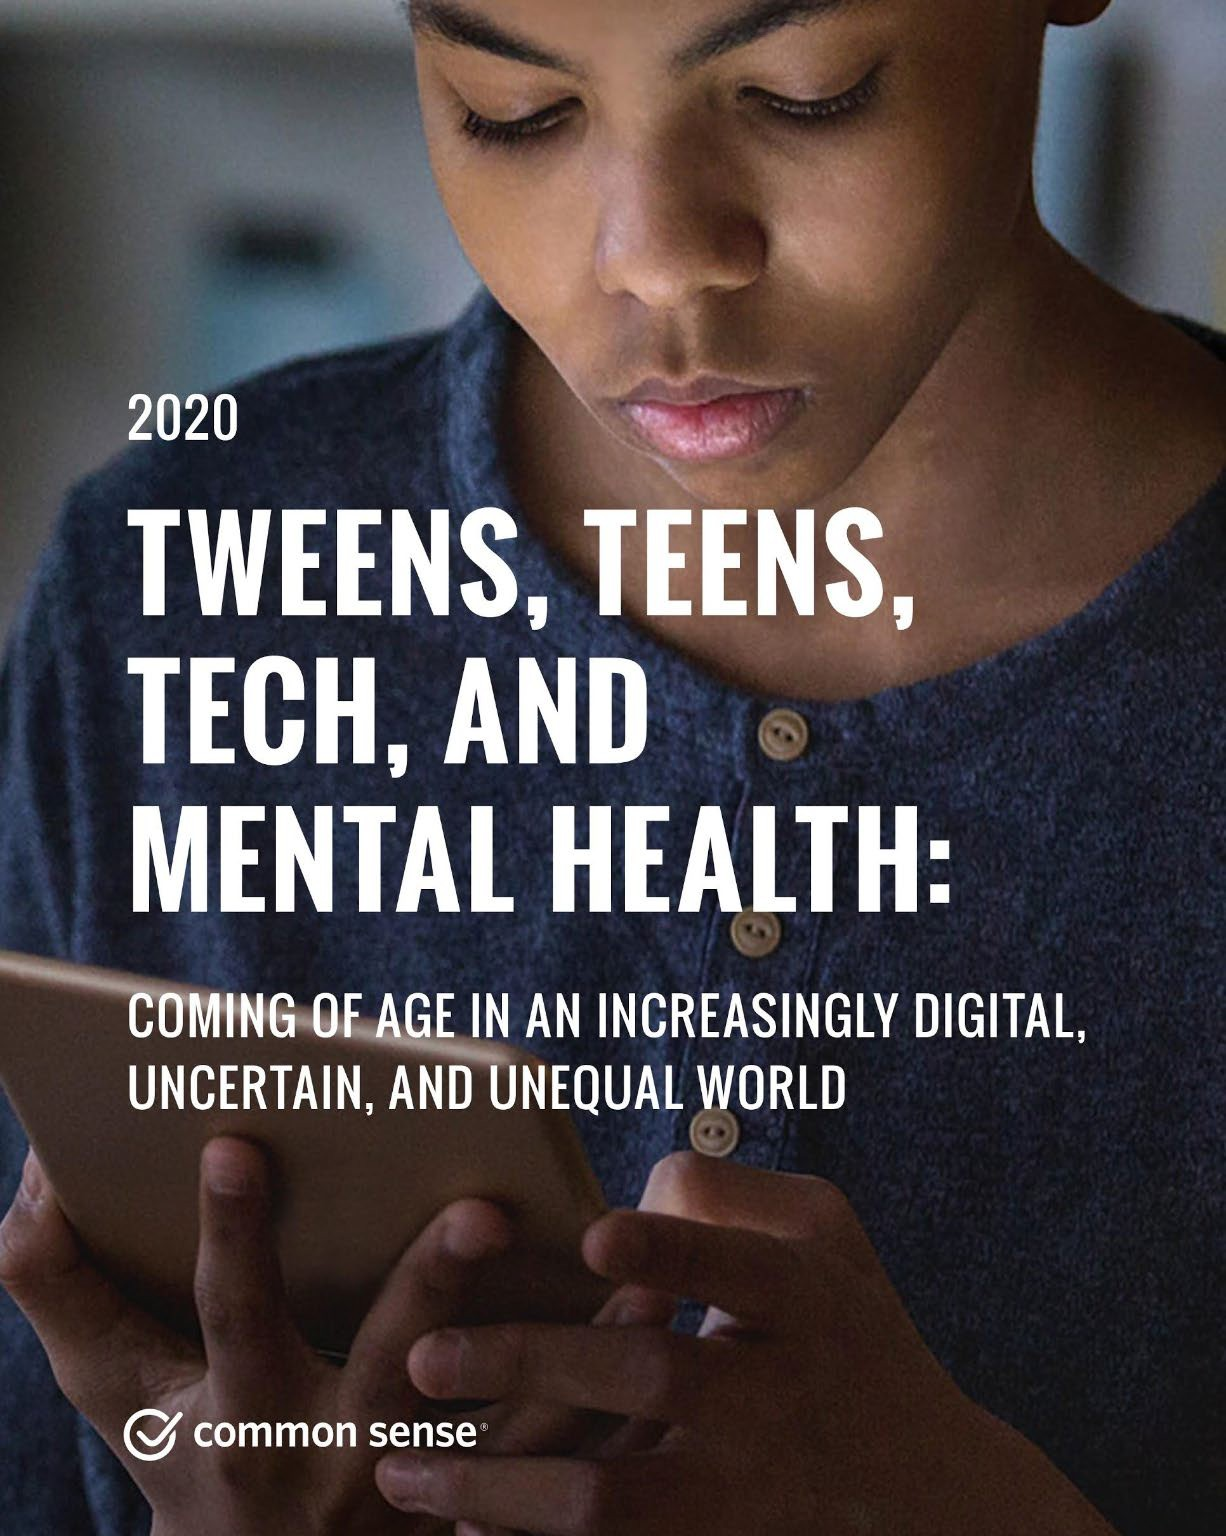 2020
TWEENS, TEENS,
TECH, AND
MENTAL HEALTH:
COMING OF AGE IN AN INCREASINGLY DIGITAL,
UNCERTAIN, AND UNEQUAL WORLD
common sense®